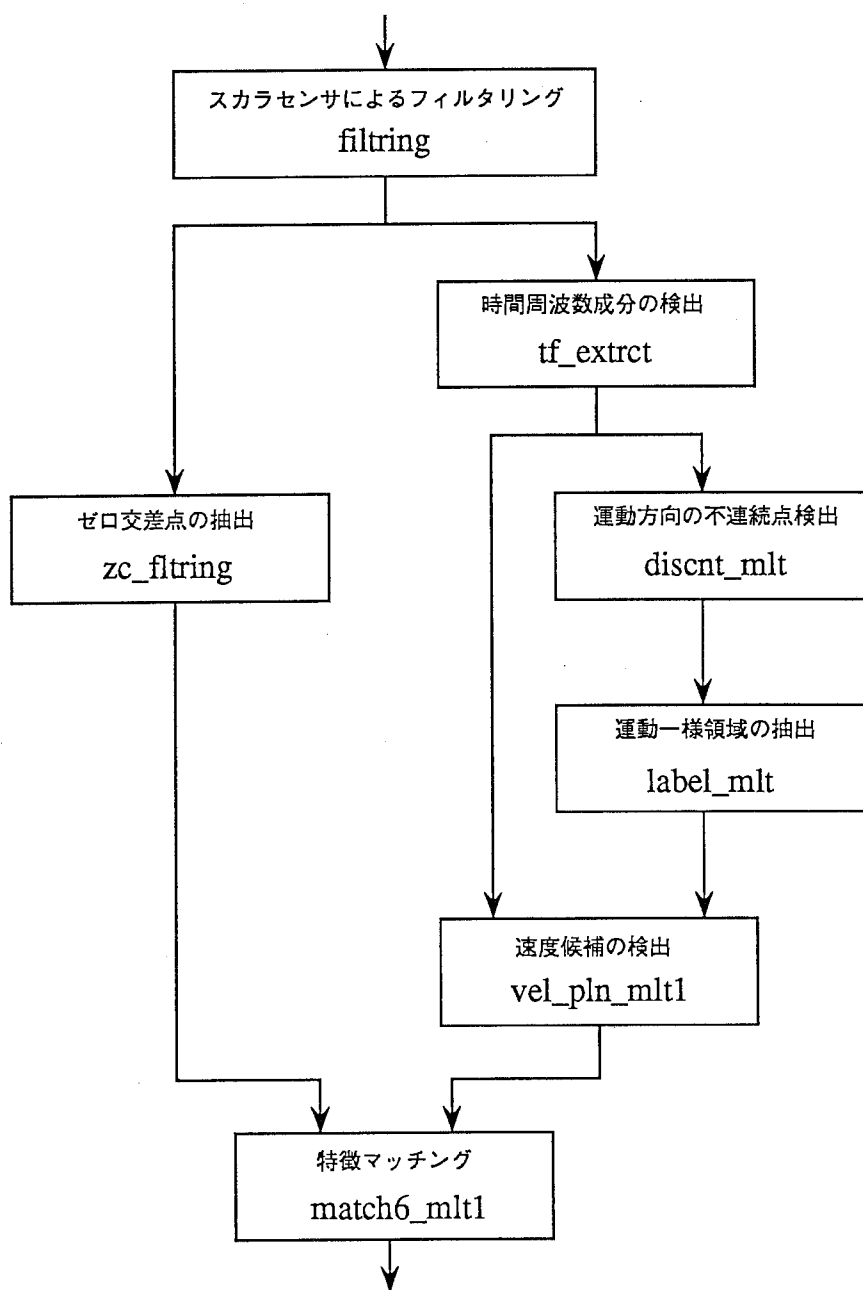 スカラセンサによるフィルタリング
filtring
時間周波数成分の検出
tf_extrct
ゼロ交差点の抽出
zc_fltring
運動方向の不連続点検出
discnt_mlt
運動一様領域の抽出
label_mlt
速度候補の検出
vel_pln_mlt1
特徴マッチング
match6_mlt1